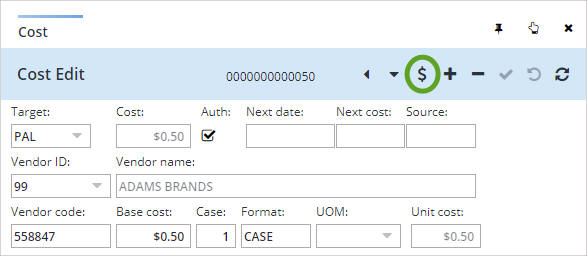 Cost
Cost Edit 0000000000050 $
Target: Cost: Auth: Next date: Next cost: Source:
PAL $0.50
Vendor ID: Vendor name:
99 ADAMS BRANDS
Vendor code: Base cost: Case: Format: UOM: Unit cost:
558847 $0.50 1 CASE $0.50